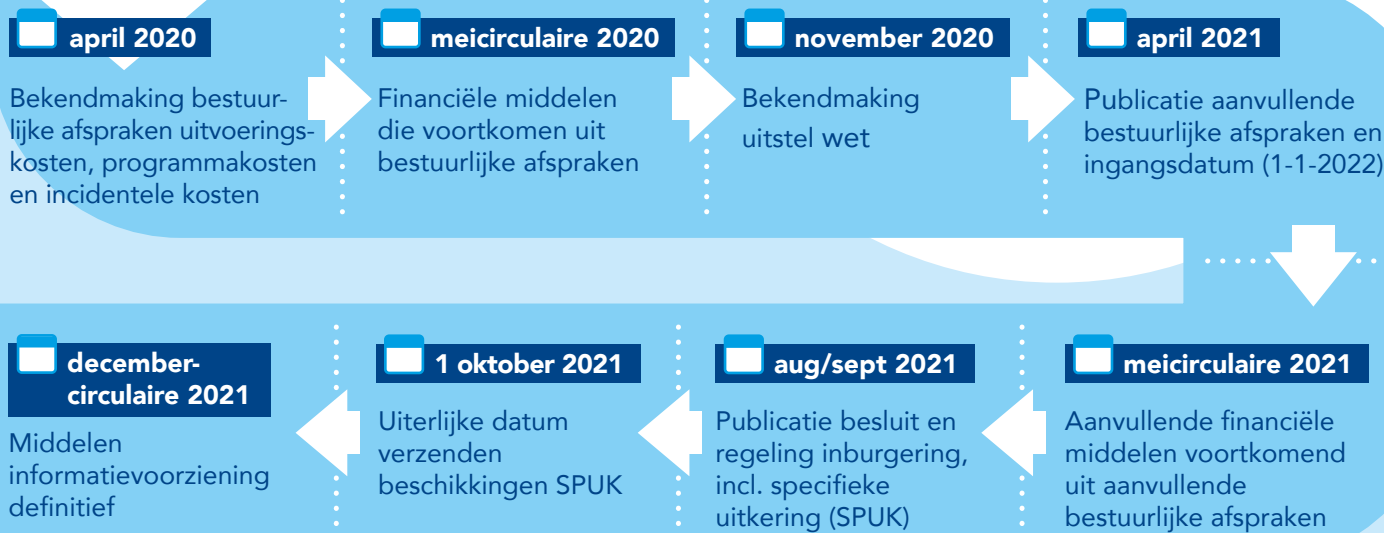 april 2020
Bekendmaking bestuur-
lijke afspraken uitvoerings-
kosten, programmakosten
en incidentele kosten
meicirculaire 2020
Financiële middelen
die voortkomen uit
bestuurlijke afspraken
november 2020
Bekendmaking
uitstel wet
april 2021
Publicatie aanvullende
bestuurlijke afspraken en
ingangsdatum (1-1-2022)
meicirculaire 2021
Aanvullende financiële
middelen voortkomend
uit aanvullende
bestuurlijke afspraken
aug/sept 2021
Publicatie besluit en
regeling inburgering,
incl. specifieke
uitkering (SPUK)
1 oktober 2021
Uiterlijke datum
verzenden
beschikkingen SPUK
december-
circulaire 2021
Middelen
informatievoorziening
definitief